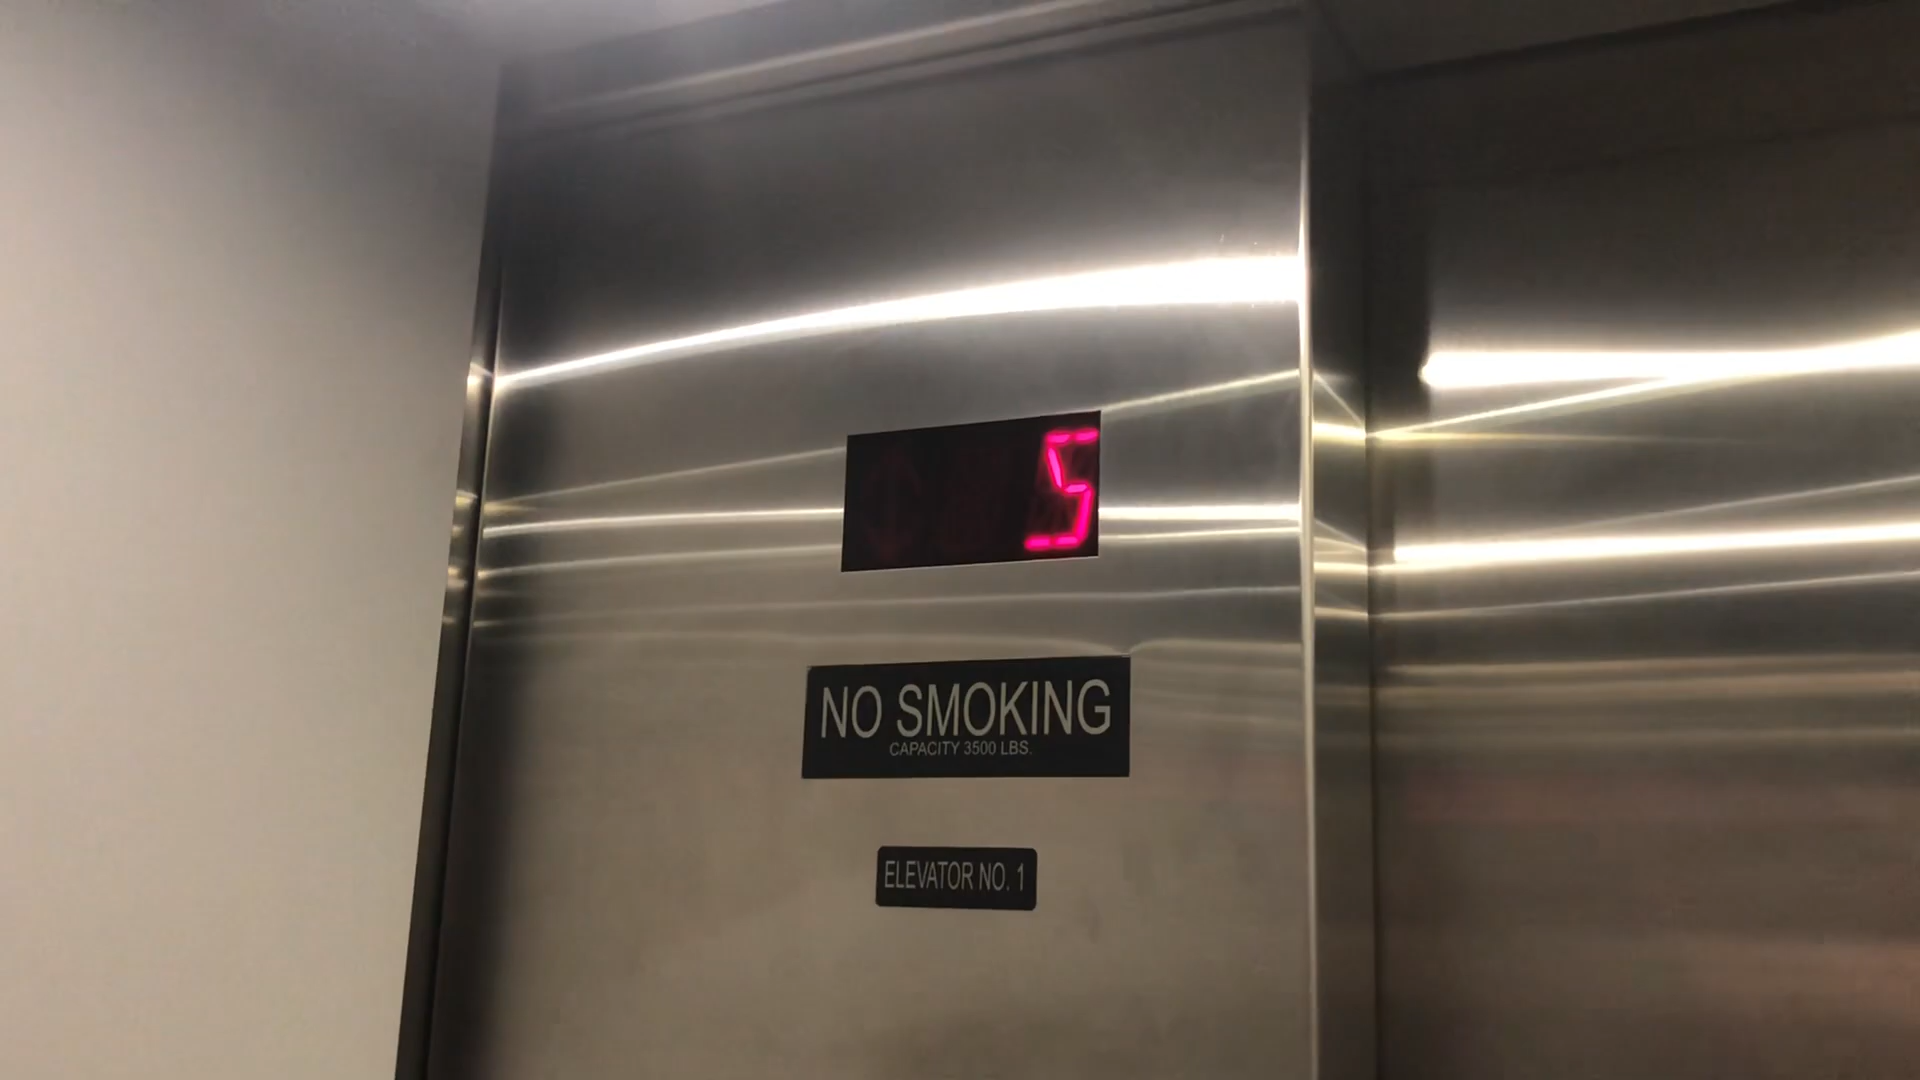 5
NO SMOKING
CAPACITY 3500 LBS.
ELEVATOR NO. 1